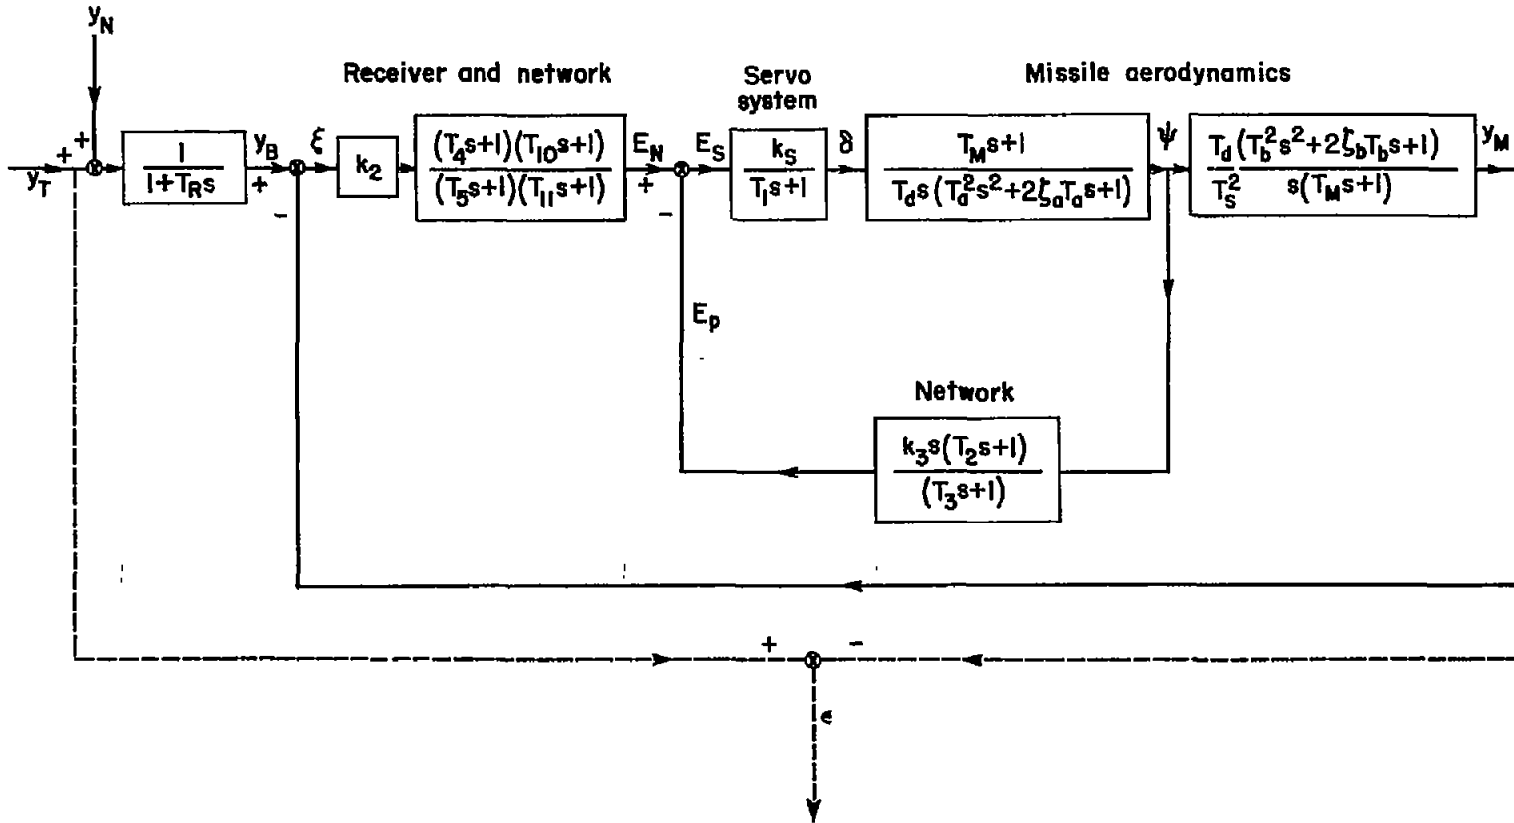 y_N
Receiver and network
Servo
system
Missile aerodynamics
+
+
y_T
1
1+T_R s
y_B
+
-
ξ
k_2
(T_4 s+1)(T_10 s+1)
(T_5 s+1)(T_11 s+1)
E_N
+
-
E_S
k_S
T_1 s+1
δ
T_M s+1
T_d s(T_a^2 s^2+2ζ_a T_a s+1)
ψ
T_d (T_b^2 s^2+2ζ_b T_b s+1)
T_s^2 s(T_M s+1)
y_M
E_p
Network
k_3 s(T_2 s+1)
(T_3 s+1)
+ -
ϵ